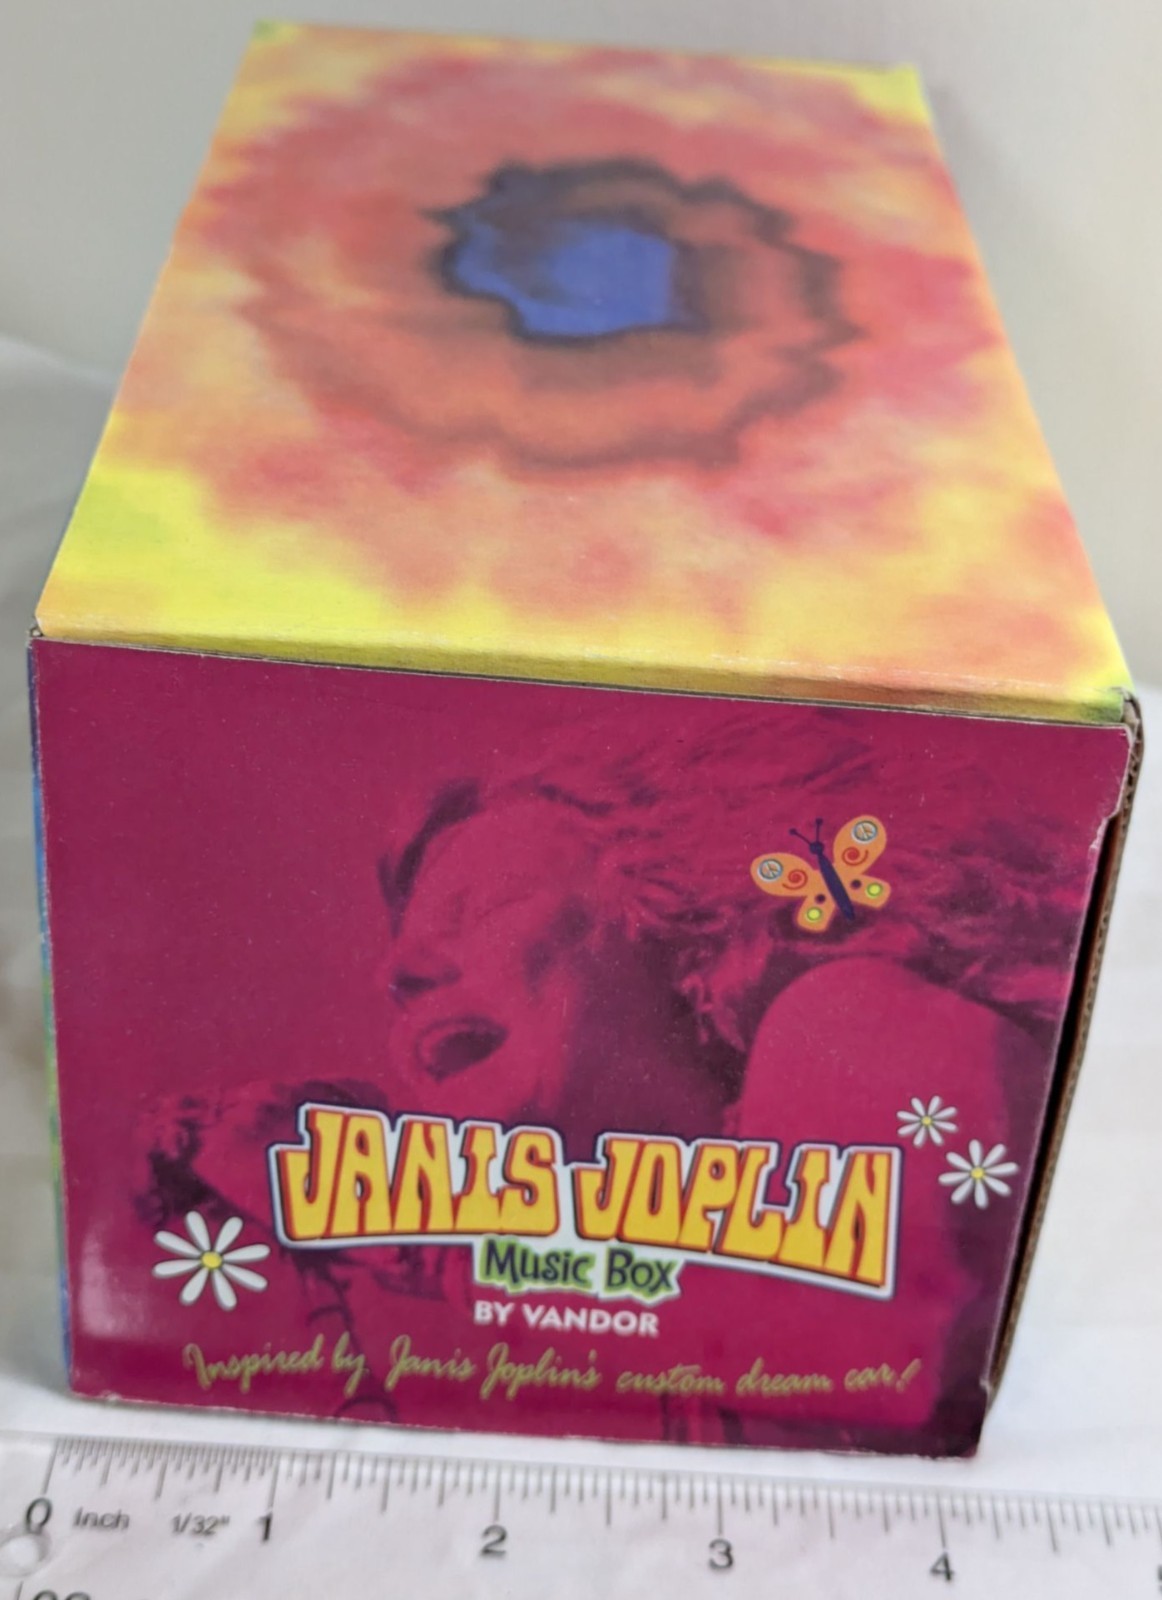 JANIS JOPLIN
Music Box
BY VANDOR
Inspired by Janis Joplin's custom dream car!
0 Inch 1/32" 1 2 3 4